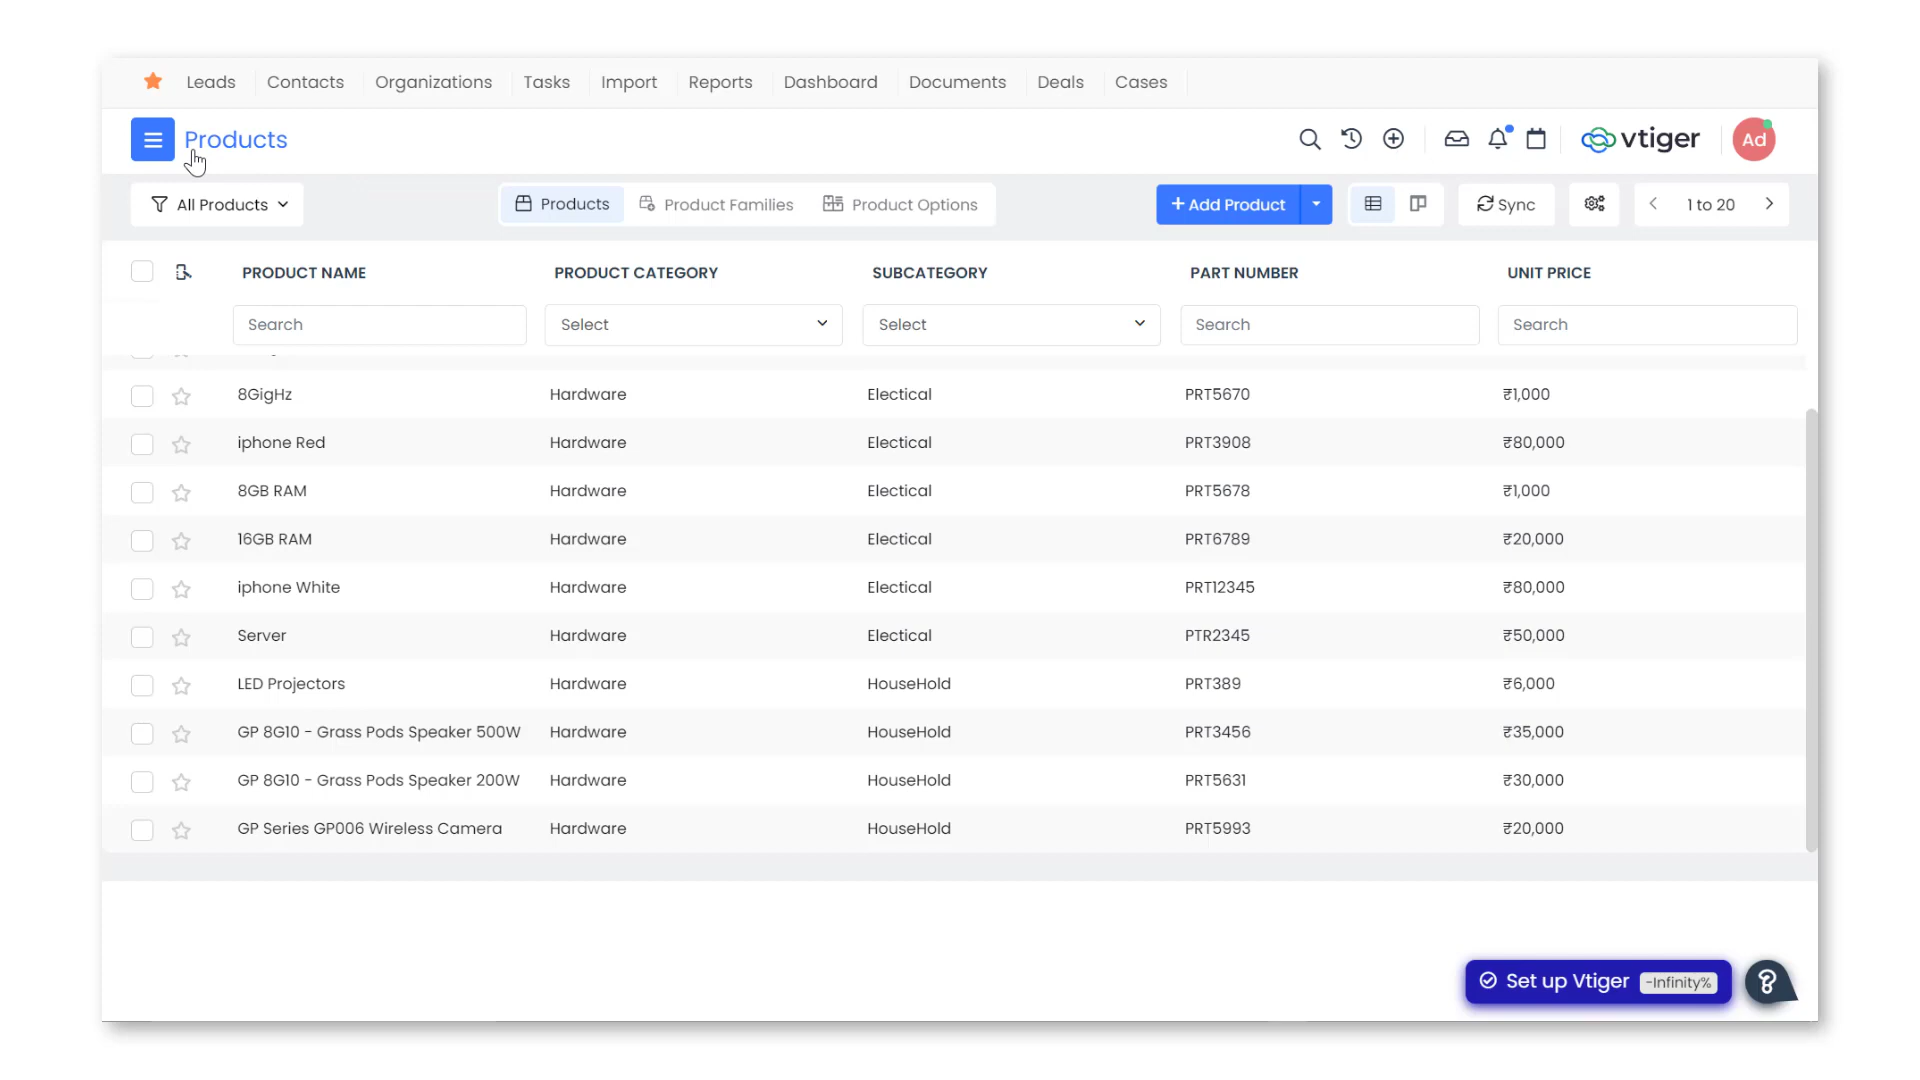 Leads Contacts Organizations Tasks Import Reports Dashboard Documents Deals Cases
Products vtiger Ad
All Products Products Product Families Product Options + Add Product Sync 1 to 20
PRODUCT NAME PRODUCT CATEGORY SUBCATEGORY PART NUMBER UNIT PRICE
Search Select Select Search Search
8GigHz Hardware Electical PRT5670 ₹1,000
iphone Red Hardware Electical PRT3908 ₹80,000
8GB RAM Hardware Electical PRT5678 ₹1,000
16GB RAM Hardware Electical PRT6789 ₹20,000
iphone White Hardware Electical PRT12345 ₹80,000
Server Hardware Electical PTR2345 ₹50,000
LED Projectors Hardware HouseHold PRT389 ₹6,000
GP 8G10 - Grass Pods Speaker 500W Hardware HouseHold PRT3456 ₹35,000
GP 8G10 - Grass Pods Speaker 200W Hardware HouseHold PRT5631 ₹30,000
GP Series GP006 Wireless Camera Hardware HouseHold PRT5993 ₹20,000
Set up Vtiger -Infinity% ?